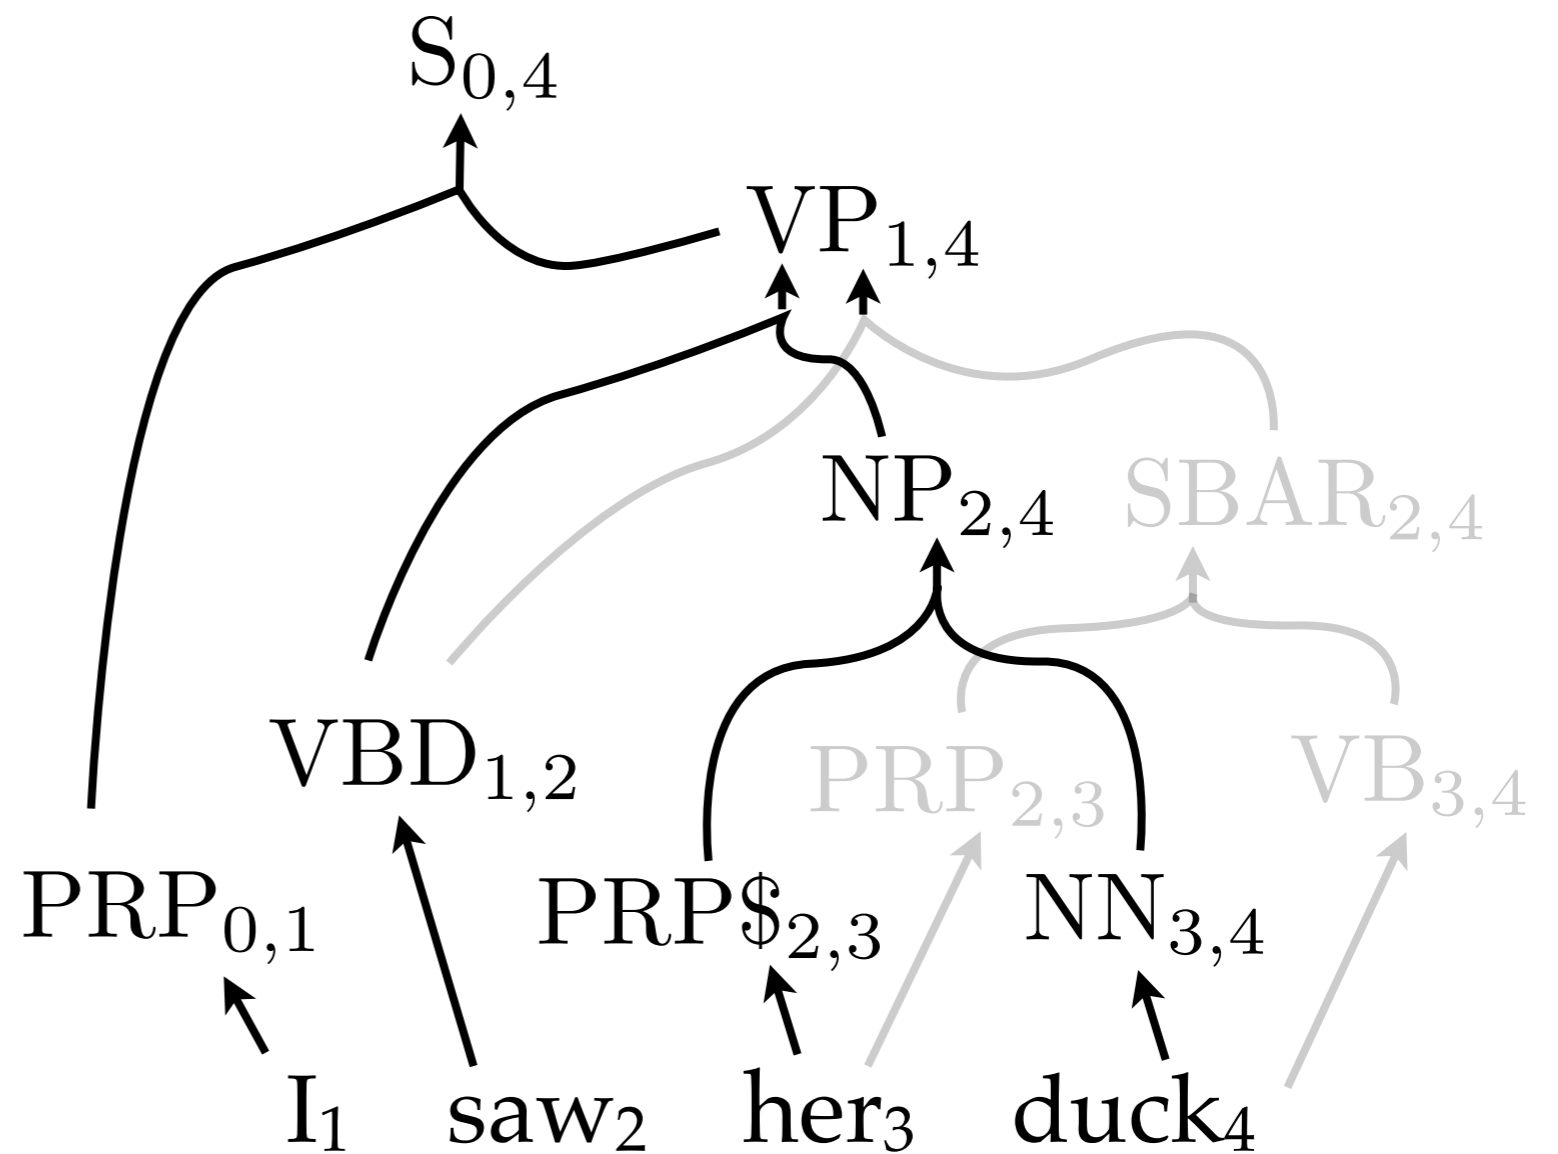 S0,4
VP1,4
NP2,4 SBAR2,4
VBD1,2 PRP2,3 VB3,4
PRP0,1 PRP$2,3 NN3,4
I1 saw2 her3 duck4